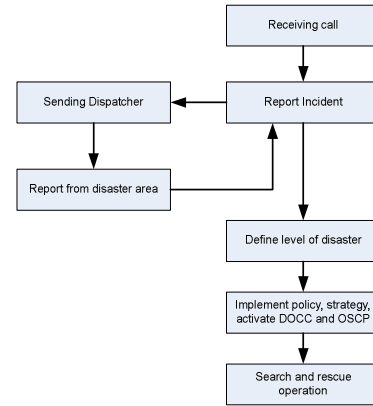 Receiving call
Sending Dispatcher
Report Incident
Report from disaster area
Define level of disaster
Implement policy, strategy,
activate DOCC and OSCP
Search and rescue
operation